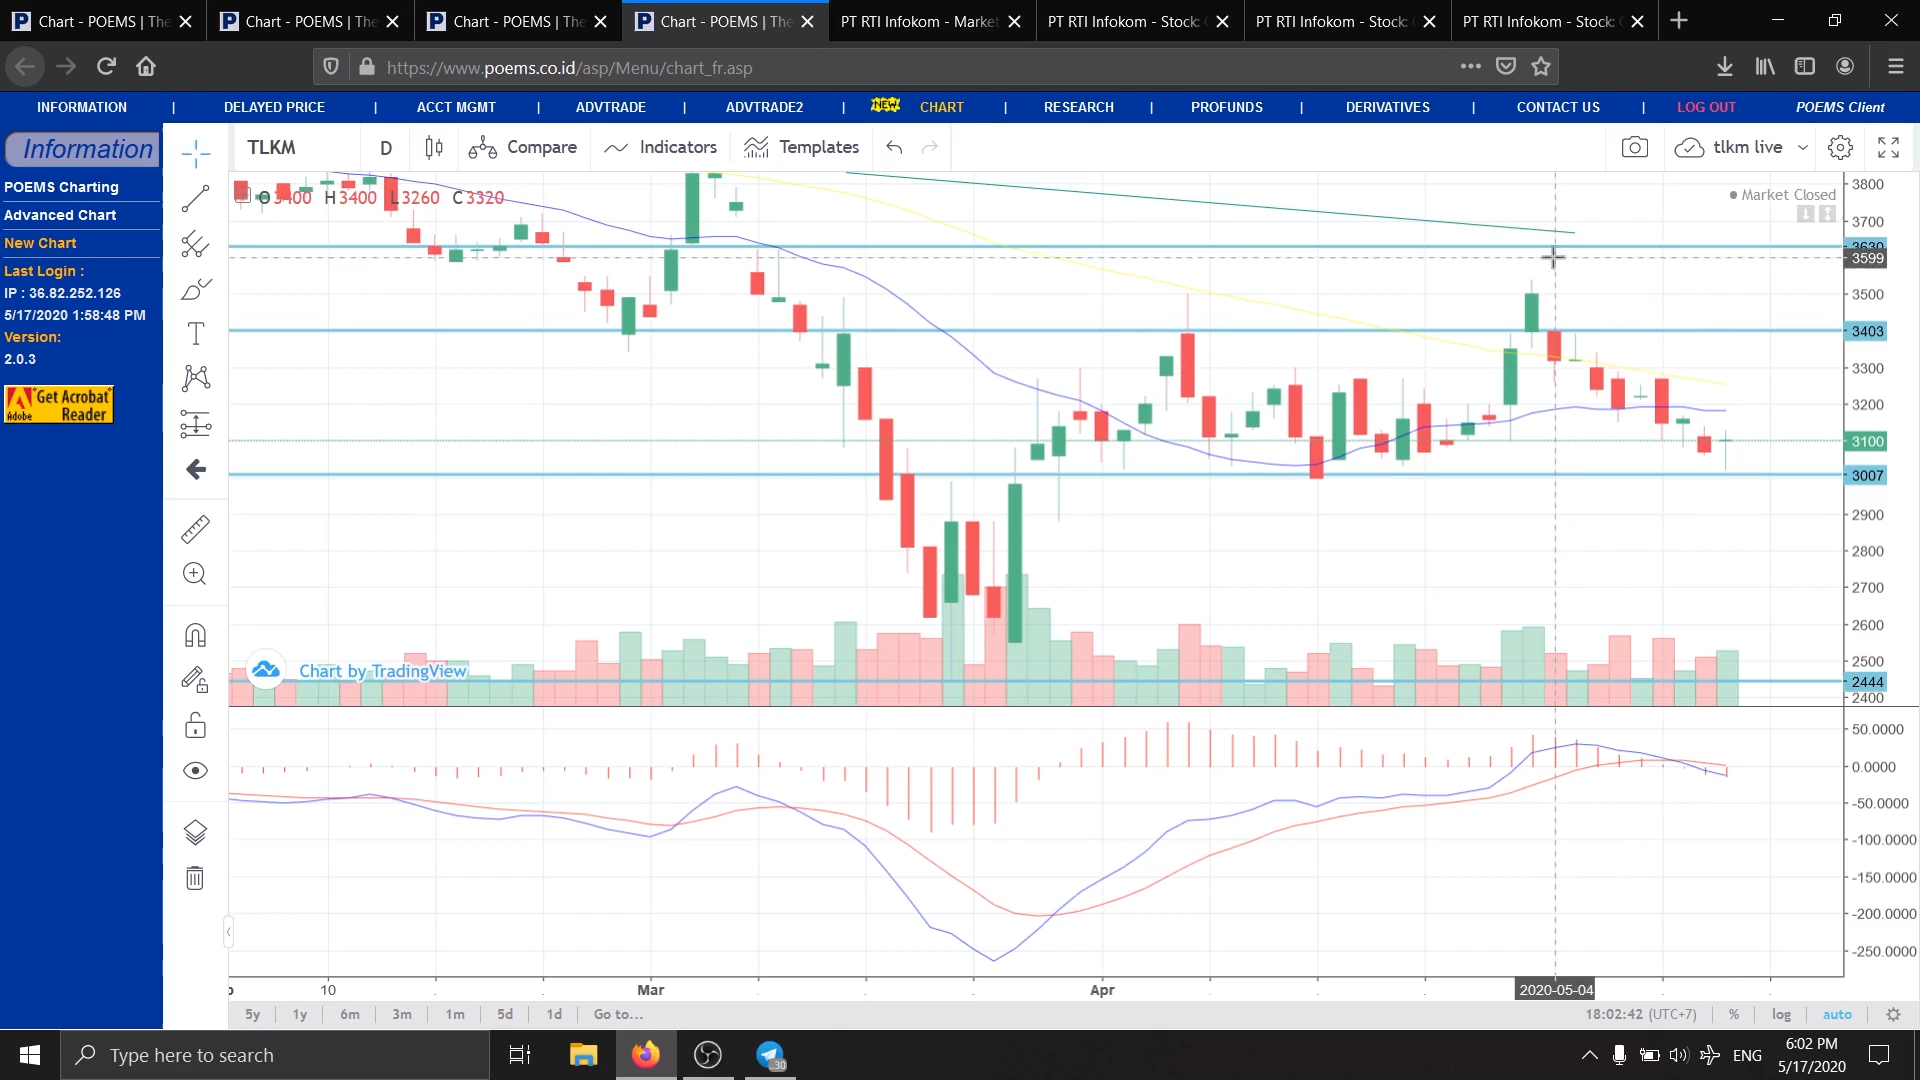 Chart - POEMS | The
Chart - POEMS | The
Chart - POEMS | The
Chart - POEMS | The
PT RTI Infokom - Market
PT RTI Infokom - Stock:
PT RTI Infokom - Stock:
PT RTI Infokom - Stock:
https://www.poems.co.id/asp/Menu/chart_fr.asp
INFORMATION | DELAYED PRICE | ACCT MGMT | ADVTRADE | ADVTRADE2 | NEW CHART | RESEARCH | PROFUNDS | DERIVATIVES | CONTACT US | LOG OUT POEMS Client
Information
POEMS Charting
Advanced Chart
New Chart
Last Login :
IP : 36.82.252.126
5/17/2020 1:58:48 PM
Version:
2.0.3
Adobe
Get Acrobat
Reader
TLKM D Compare Indicators Templates tlkm live
O 3400 H3400 L3260 C3320
Market Closed
3800
3700
3630
3599
3500
3403
3300
3200
3100
3007
2900
2800
2700
2600
2500
2444
2400
Chart by TradingView
50.0000
0.0000
-50.0000
-100.0000
-150.0000
-200.0000
-250.0000
10 Mar Apr 2020-05-04
5y 1y 6m 3m 1m 5d 1d Go to... 18:02:42 (UTC+7) % log auto
Type here to search
30
ENG
6:02 PM
5/17/2020